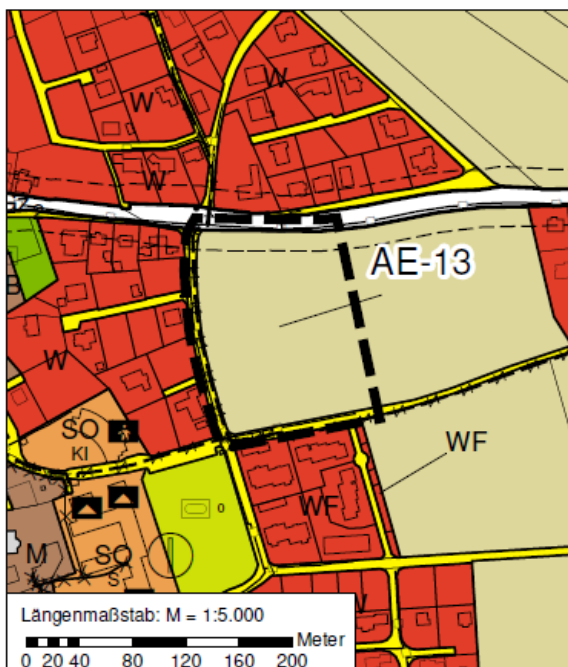 W
W
W
AE-13
W
SO
KI
WF
WF
M
SO
S
Längenmaßstab: M = 1:5.000
Meter
0 20 40 80 120 160 200